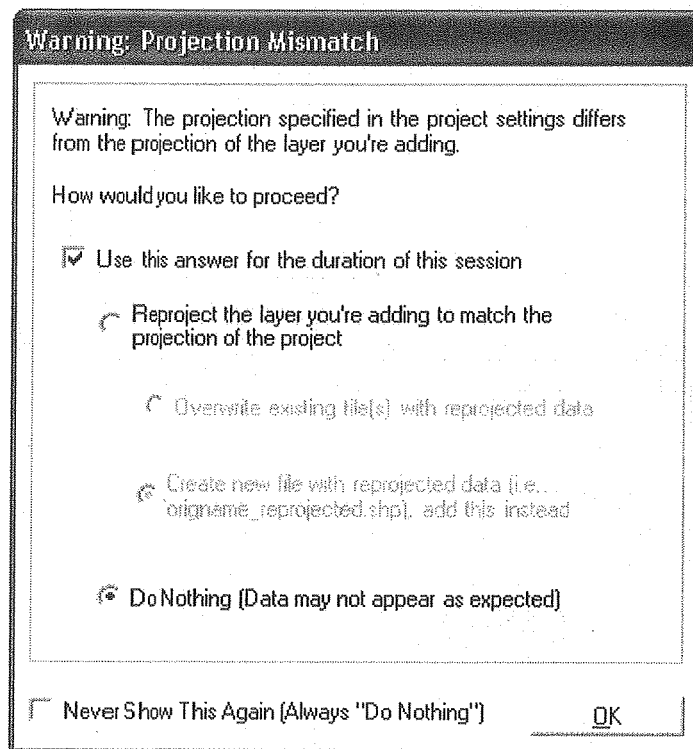 Warning: Projection Mismatch
Warning: The projection specified in the project settings differs
from the projection of the layer you're adding.
How would you like to proceed?
Use this answer for the duration of this session
Reproject the layer you're adding to match the
projection of the project
Overwrite existing file(s) with reprojected data
Create new file with reprojected data (i.e.
origname_reprojected.shp), add this instead
Do Nothing (Data may not appear as expected)
Never Show This Again (Always "Do Nothing")
OK